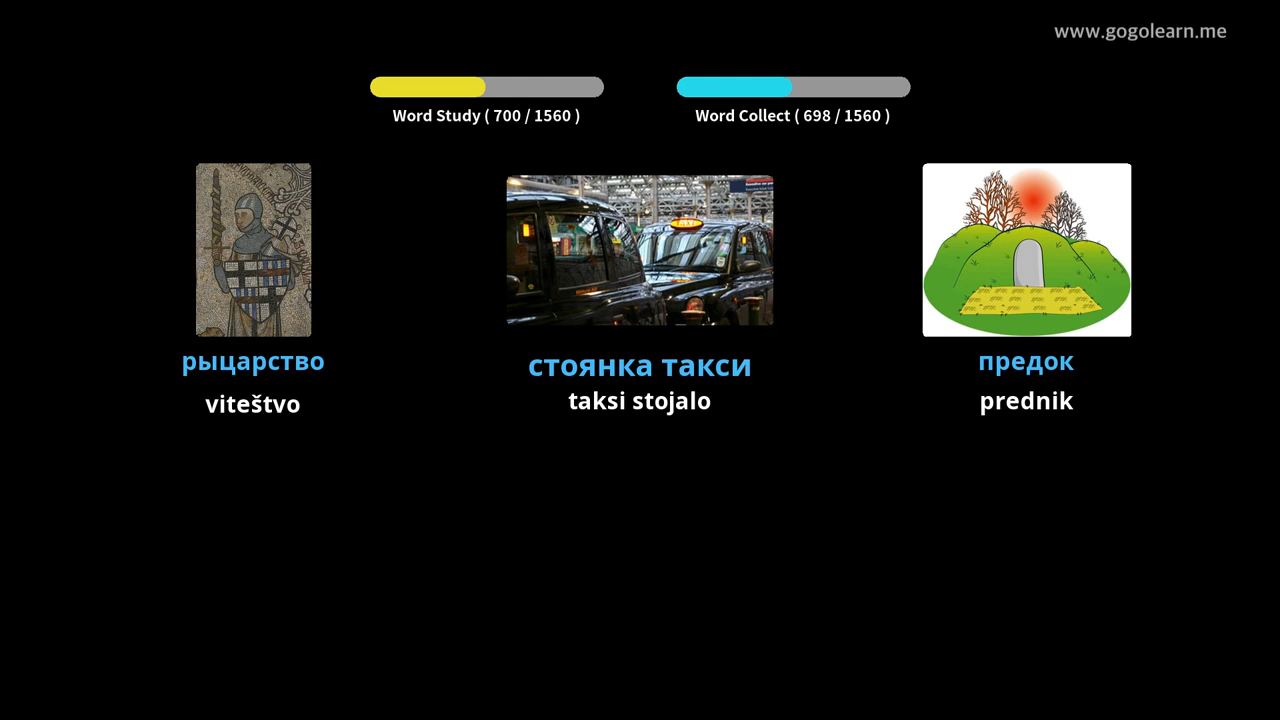 www.gogolearn.me
Word Study ( 700 / 1560 )
Word Collect ( 698 / 1560 )
TAXI
рыцарство
viteštvo
стоянка такси
taksi stojalo
предок
prednik